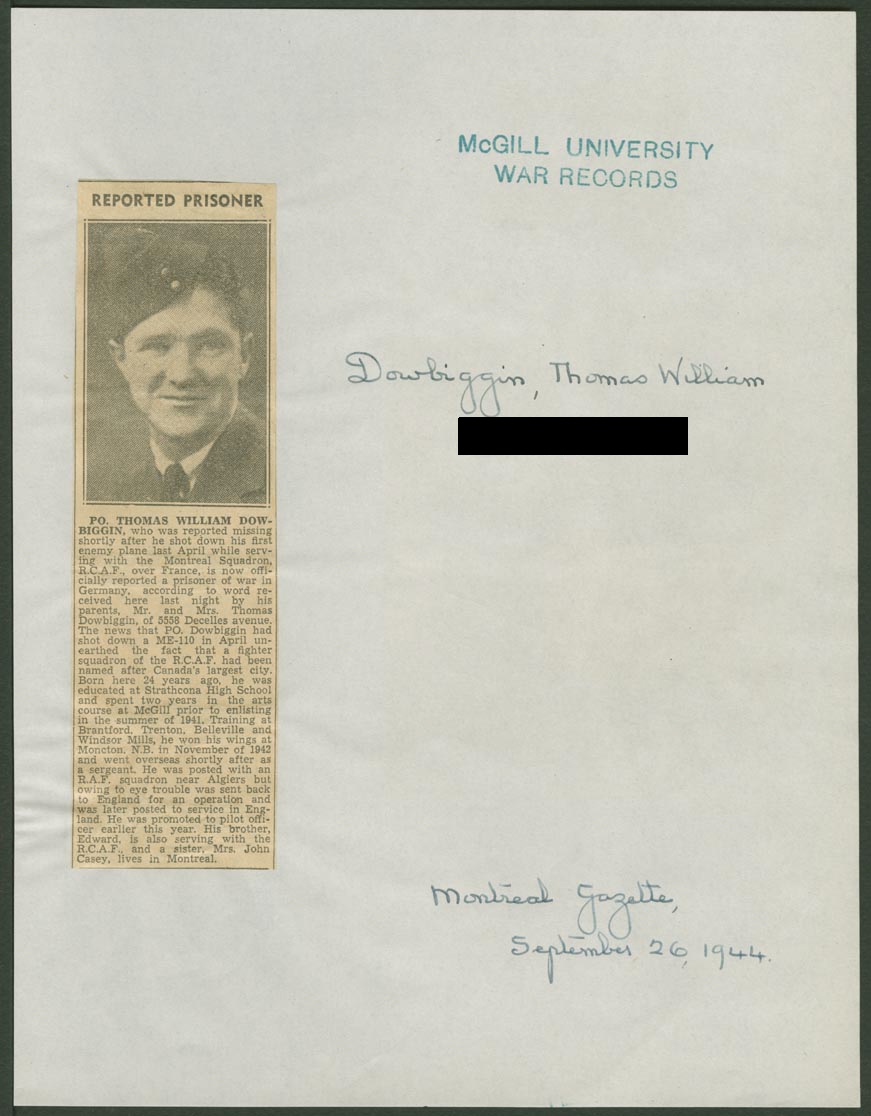 McGILL UNIVERSITY
WAR RECORDS
REPORTED PRISONER
Dowbiggin, Thomas William
PO. THOMAS WILLIAM DOW-
BIGGIN, who was reported missing
shortly after he shot down his first
enemy plane last April while serv-
ing with the Montreal Squadron,
R.C.A.F., over France, is now offi-
cially reported a prisoner of war in
Germany, according to word re-
ceived here last night by his
parents, Mr. and Mrs. Thomas
Dowbiggin, of 5558 Decelles avenue.
The news that PO. Dowbiggin had
shot down a ME-110 in April un-
earthed the fact that a fighter
squadron of the R.C.A.F. had been
named after Canada's largest city.
Born here 24 years ago, he was
educated at Strathcona High School
and spent two years in the arts
course at McGill prior to enlisting
in the summer of 1941. Training at
Brantford, Trenton, Belleville and
Windsor Mills, he won his wings at
Moncton. N.B. in November of 1942
and went overseas shortly after as
a sergeant. He was posted with an
R.A.F. squadron near Algiers but
owing to eye trouble was sent back
to England for an operation and
was later posted to service in Eng-
land. He was promoted to pilot offi-
cer earlier this year. His brother,
Edward, is also serving with the
R.C.A.F., and a sister, Mrs. John
Casey, lives in Montreal.
Montreal Gazette,
September 26, 1944.